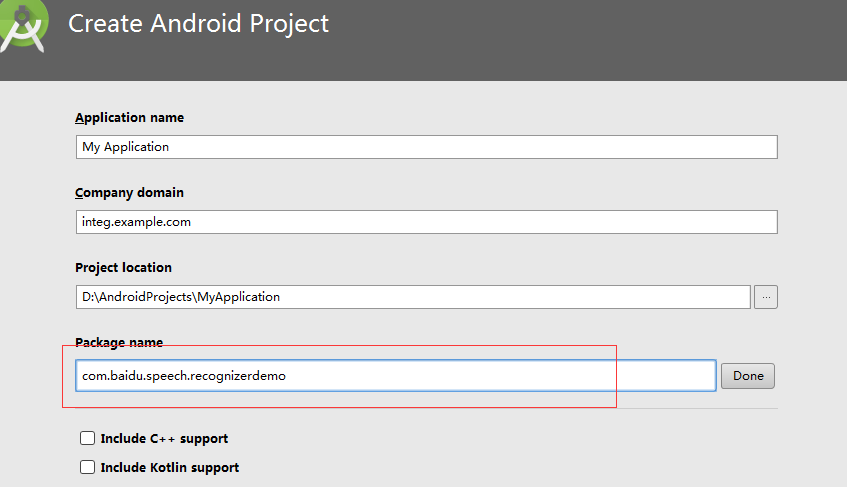 Create Android Project
Application name
My Application
Company domain
integ.example.com
Project location
D:\AndroidProjects\MyApplication
...
Package name
com.baidu.speech.recognizerdemo
Done
Include C++ support
Include Kotlin support